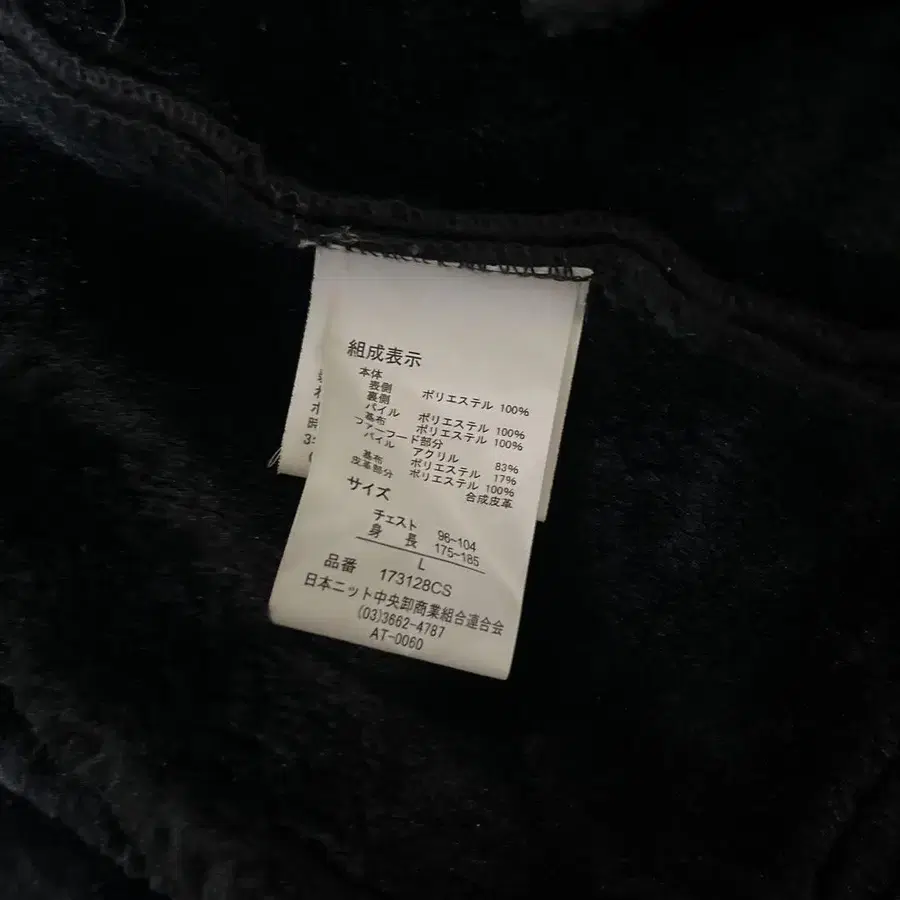 組成表示
本体
表側 ポリエステル 100%
裏側
パイル ポリエステル 100%
基布 ポリエステル 100%
ファーフード部分
パイル アクリル 83%
ポリエステル 17%
基布 ポリエステル 100%
皮革部分 合成皮革
サイズ
チェスト 96~104
身 長 175~185
L
品番 173128CS
日本ニット中央卸商業組合連合会
(03)3662-4787
AT-0060